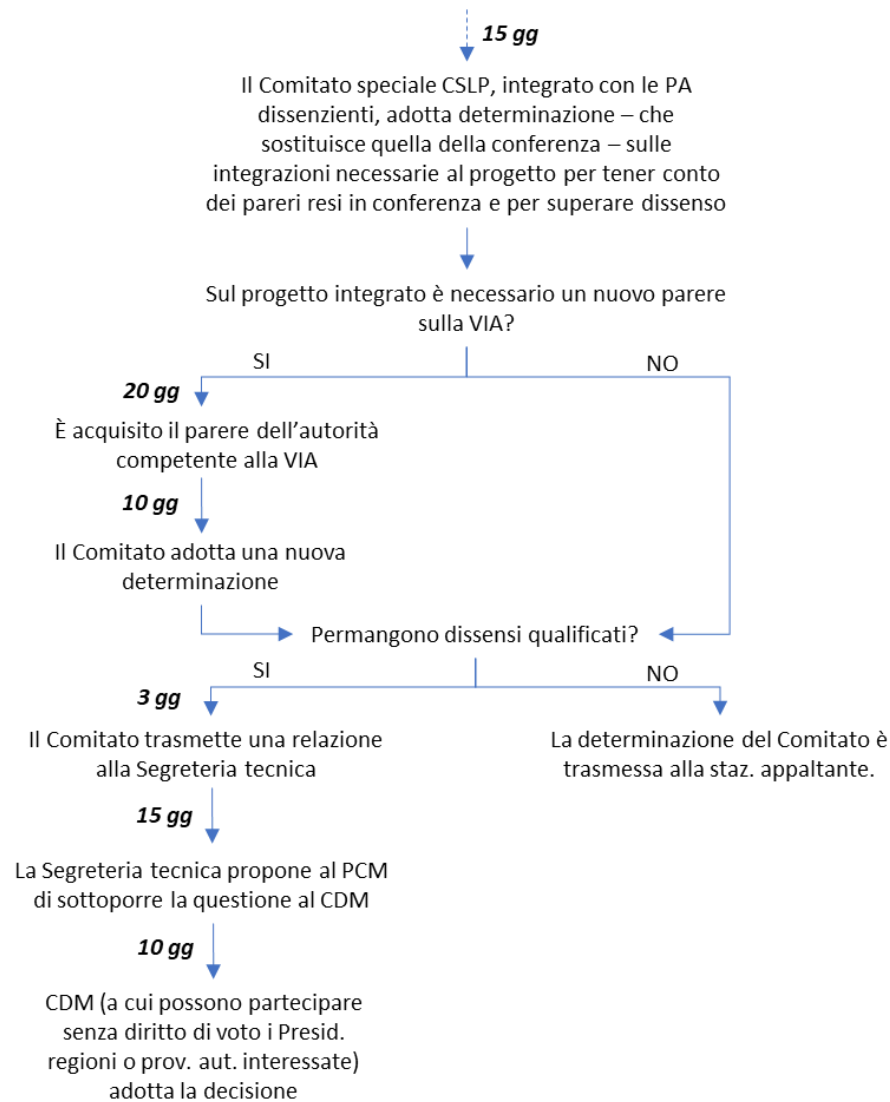 15 gg
Il Comitato speciale CSLP, integrato con le PA
dissenzienti, adotta determinazione – che
sostituisce quella della conferenza – sulle
integrazioni necessarie al progetto per tener conto
dei pareri resi in conferenza e per superare dissenso
Sul progetto integrato è necessario un nuovo parere
sulla VIA?
SI
NO
20 gg
È acquisito il parere dell’autorità
competente alla VIA
10 gg
Il Comitato adotta una nuova
determinazione
Permangono dissensi qualificati?
SI
NO
3 gg
Il Comitato trasmette una relazione
alla Segreteria tecnica
La determinazione del Comitato è
trasmessa alla staz. appaltante.
15 gg
La Segreteria tecnica propone al PCM
di sottoporre la questione al CDM
10 gg
CDM (a cui possono partecipare
senza diritto di voto i Presid.
regioni o prov. aut. interessate)
adotta la decisione